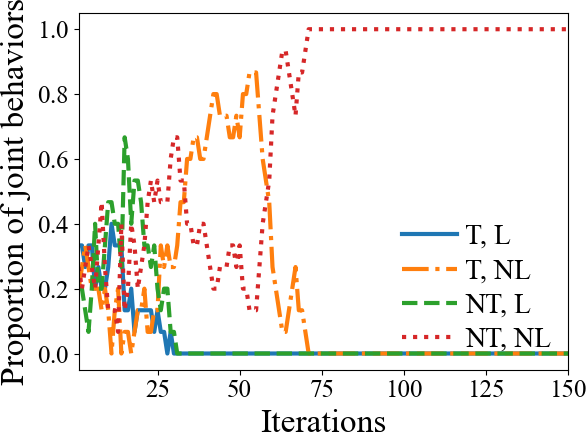 Proportion of joint behaviors
1.0
0.8
0.6
0.4
0.2
0.0
T, L
T, NL
NT, L
NT, NL
25 50 75 100 125 150
Iterations